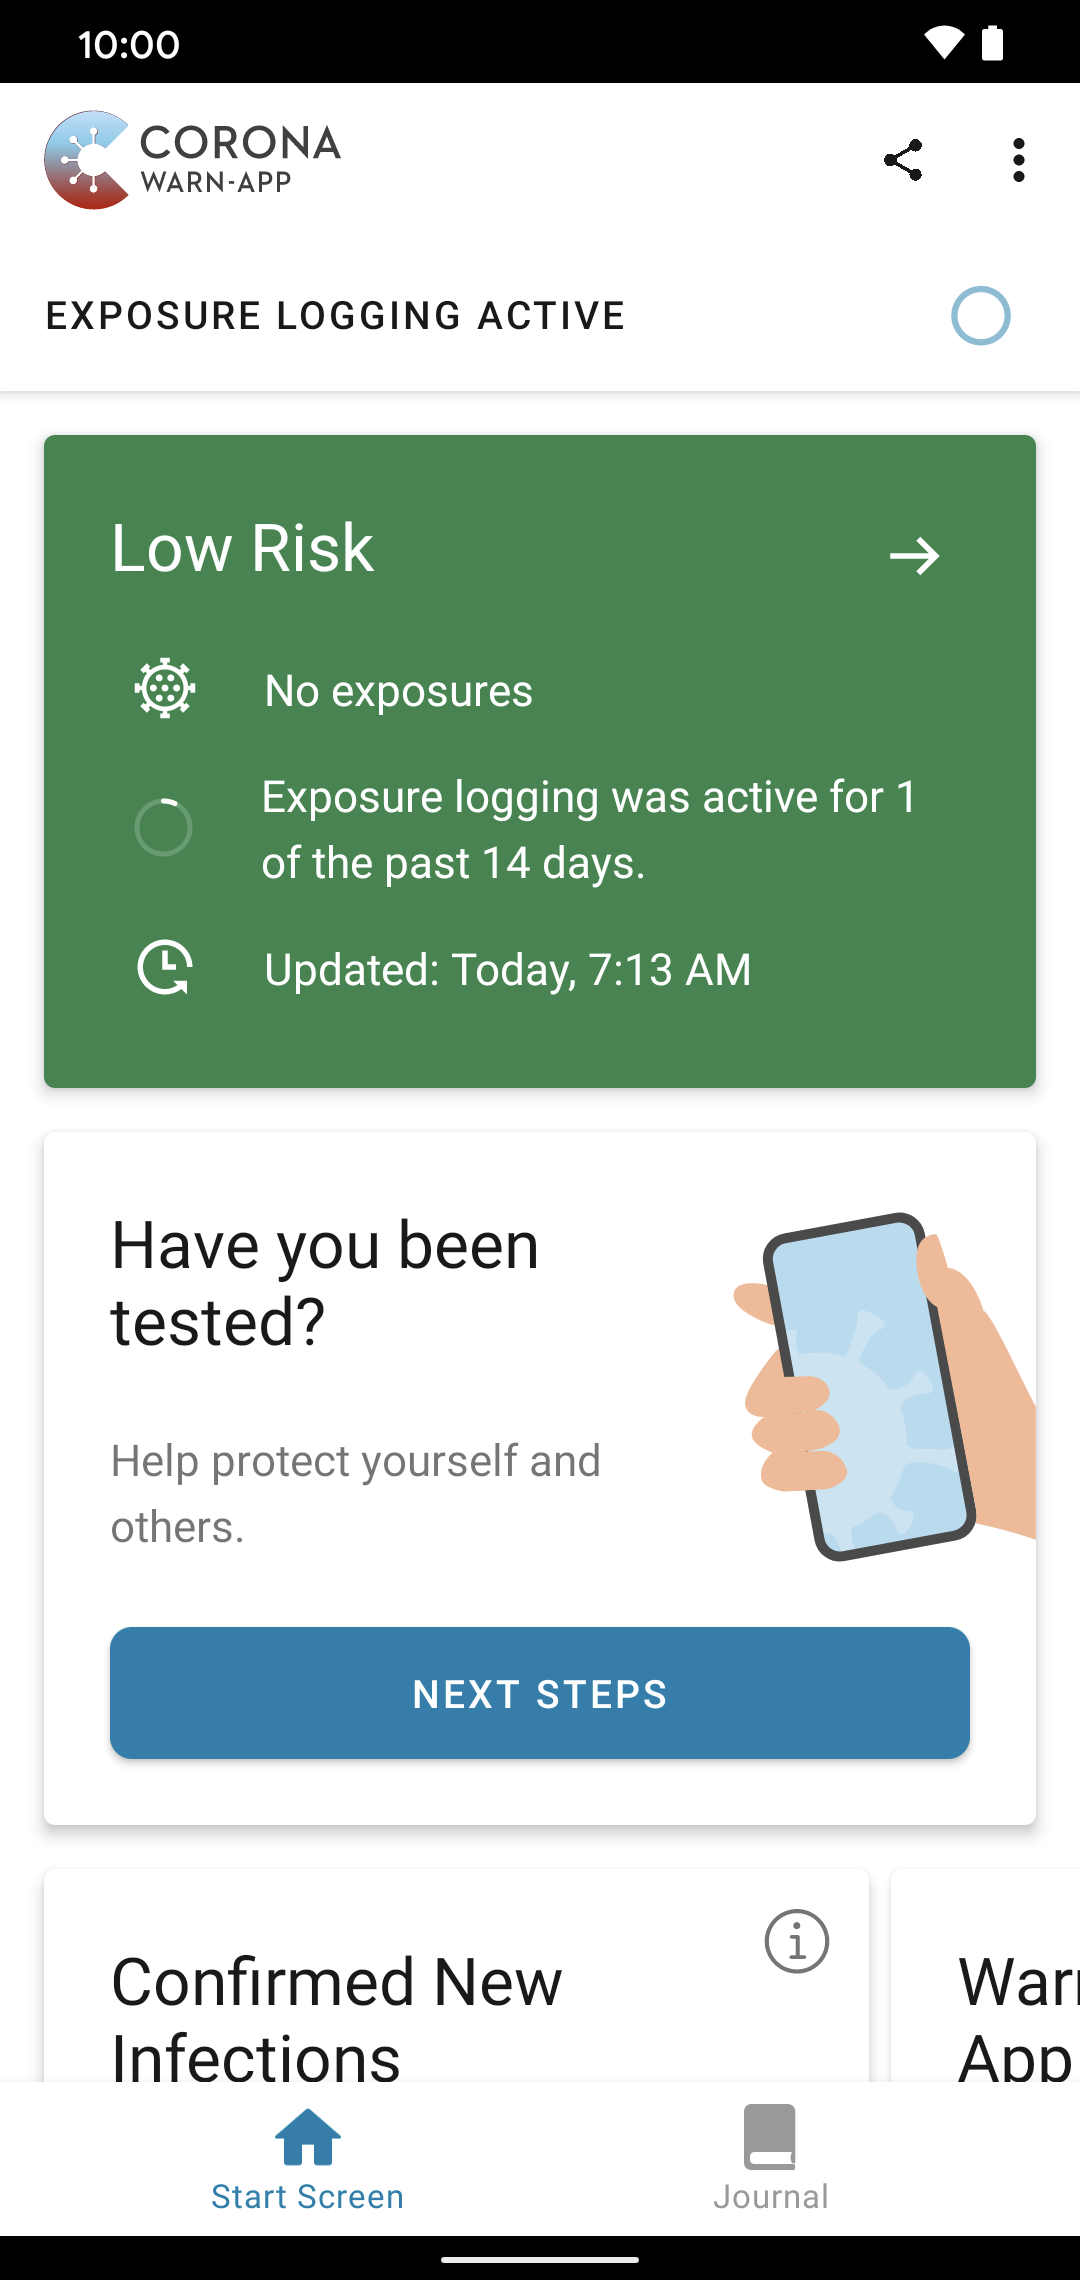 10:00
CORONA
WARN-APP
EXPOSURE LOGGING ACTIVE
Low Risk
No exposures
Exposure logging was active for 1
of the past 14 days.
Updated: Today, 7:13 AM
Have you been
tested?
Help protect yourself and
others.
NEXT STEPS
Confirmed New
Infections
App
Start Screen
Journal